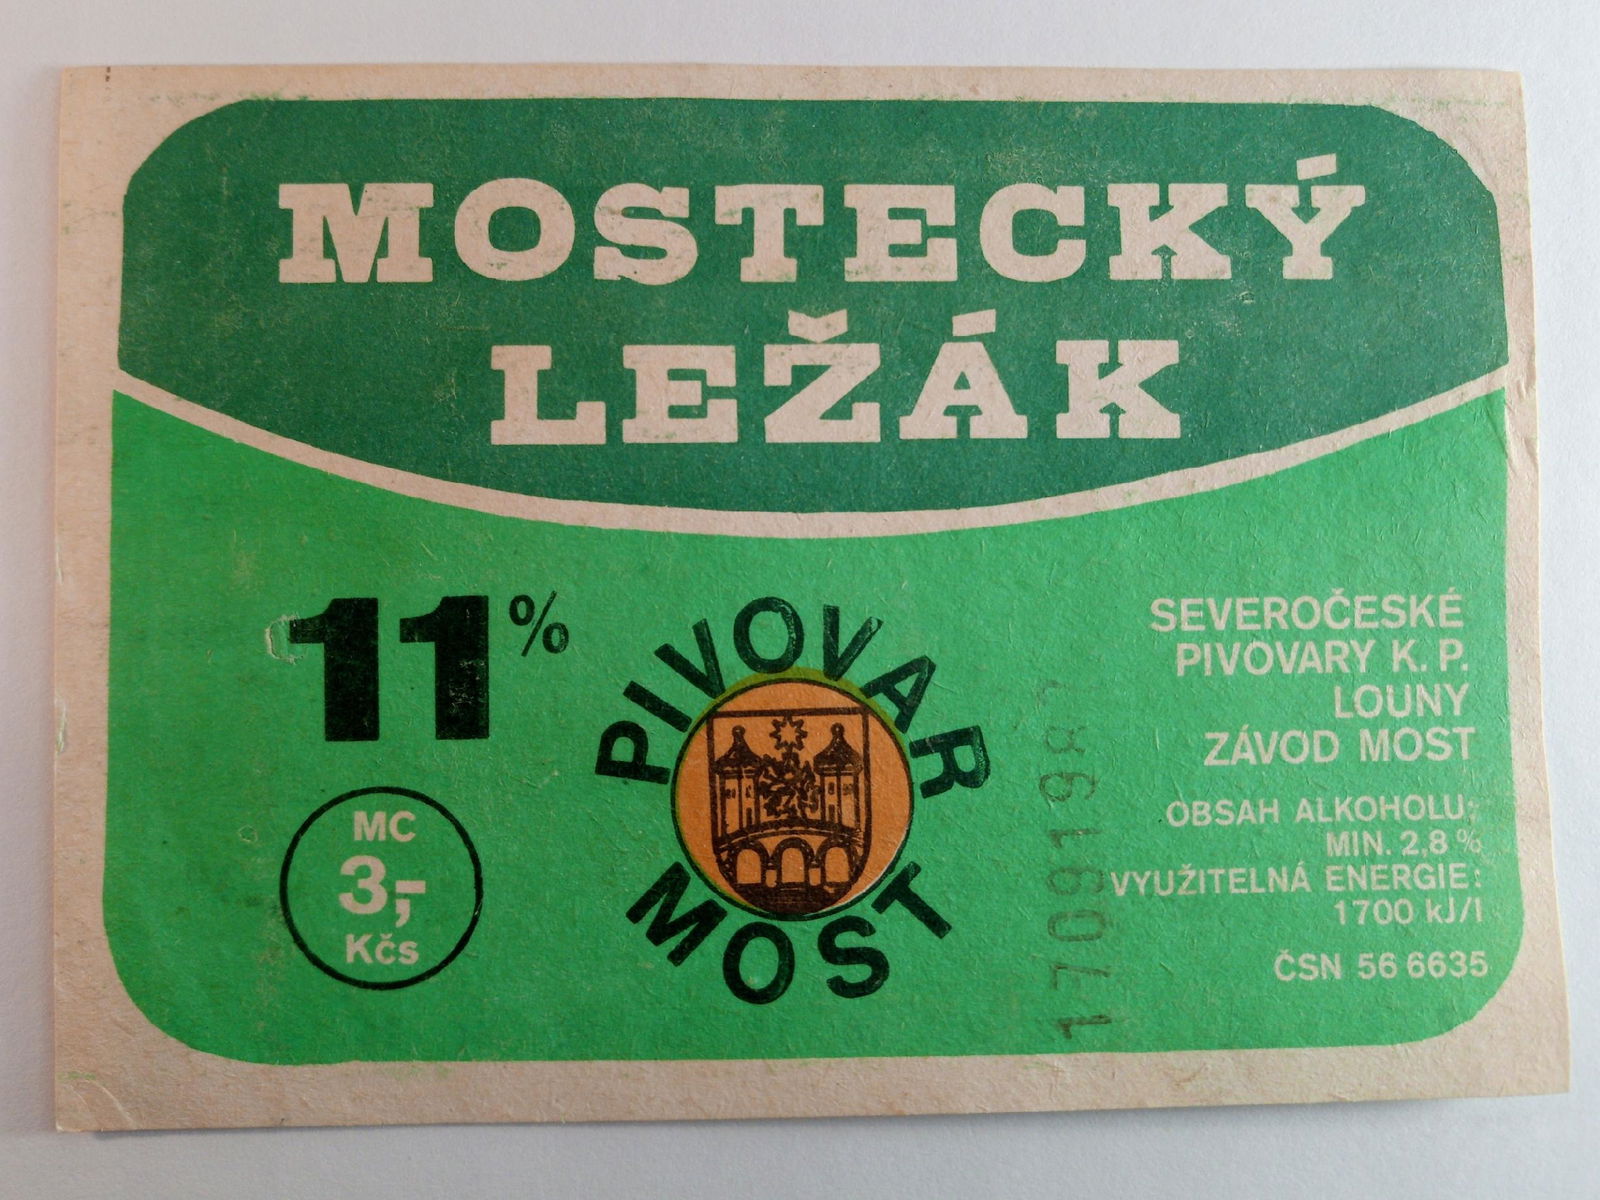 MOSTECKÝ
LEŽÁK
11%
MC
3,-
Kčs
PIVOVAR
MOST
SEVEROČESKÉ
PIVOVARY K. P.
LOUNY
ZÁVOD MOST
OBSAH ALKOHOLU:
MIN. 2,8 %
VYUŽITELNÁ ENERGIE:
1700 kJ/l
ČSN 56 6635